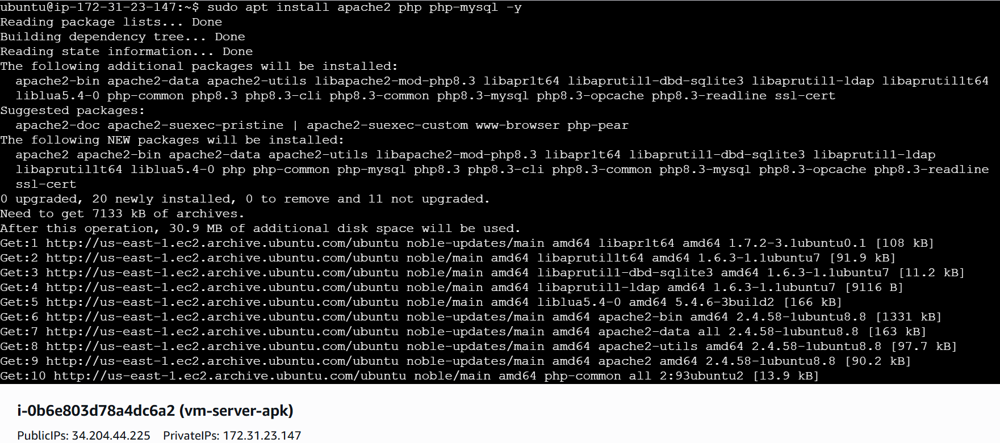 ubuntu@ip-172-31-23-147:~$ sudo apt install apache2 php php-mysql -y
Reading package lists... Done
Building dependency tree... Done
Reading state information... Done
The following additional packages will be installed:
  apache2-bin apache2-data apache2-utils libapache2-mod-php8.3 libapr1t64 libaprutil1-dbd-sqlite3 libaprutil1-ldap libaprutil1t64
  liblua5.4-0 php-common php8.3 php8.3-cli php8.3-common php8.3-mysql php8.3-opcache php8.3-readline ssl-cert
Suggested packages:
  apache2-doc apache2-suexec-pristine | apache2-suexec-custom www-browser php-pear
The following NEW packages will be installed:
  apache2 apache2-bin apache2-data apache2-utils libapache2-mod-php8.3 libapr1t64 libaprutil1-dbd-sqlite3 libaprutil1-ldap
  libaprutil1t64 liblua5.4-0 php php-common php-mysql php8.3 php8.3-cli php8.3-common php8.3-mysql php8.3-opcache php8.3-readline
  ssl-cert
0 upgraded, 20 newly installed, 0 to remove and 11 not upgraded.
Need to get 7133 kB of archives.
After this operation, 30.9 MB of additional disk space will be used.
Get:1 http://us-east-1.ec2.archive.ubuntu.com/ubuntu noble-updates/main amd64 libapr1t64 amd64 1.7.2-3.1ubuntu0.1 [108 kB]
Get:2 http://us-east-1.ec2.archive.ubuntu.com/ubuntu noble/main amd64 libaprutil1t64 amd64 1.6.3-1.1ubuntu7 [91.9 kB]
Get:3 http://us-east-1.ec2.archive.ubuntu.com/ubuntu noble/main amd64 libaprutil1-dbd-sqlite3 amd64 1.6.3-1.1ubuntu7 [11.2 kB]
Get:4 http://us-east-1.ec2.archive.ubuntu.com/ubuntu noble/main amd64 libaprutil1-ldap amd64 1.6.3-1.1ubuntu7 [9116 B]
Get:5 http://us-east-1.ec2.archive.ubuntu.com/ubuntu noble/main amd64 liblua5.4-0 amd64 5.4.6-3build2 [166 kB]
Get:6 http://us-east-1.ec2.archive.ubuntu.com/ubuntu noble-updates/main amd64 apache2-bin amd64 2.4.58-1ubuntu8.8 [1331 kB]
Get:7 http://us-east-1.ec2.archive.ubuntu.com/ubuntu noble-updates/main amd64 apache2-data all 2.4.58-1ubuntu8.8 [163 kB]
Get:8 http://us-east-1.ec2.archive.ubuntu.com/ubuntu noble-updates/main amd64 apache2-utils amd64 2.4.58-1ubuntu8.8 [97.7 kB]
Get:9 http://us-east-1.ec2.archive.ubuntu.com/ubuntu noble-updates/main amd64 apache2 amd64 2.4.58-1ubuntu8.8 [90.2 kB]
Get:10 http://us-east-1.ec2.archive.ubuntu.com/ubuntu noble/main amd64 php-common all 2:93ubuntu2 [13.9 kB]
i-0b6e803d78a4dc6a2 (vm-server-apk)
PublicIPs: 34.204.44.225 PrivateIPs: 172.31.23.147